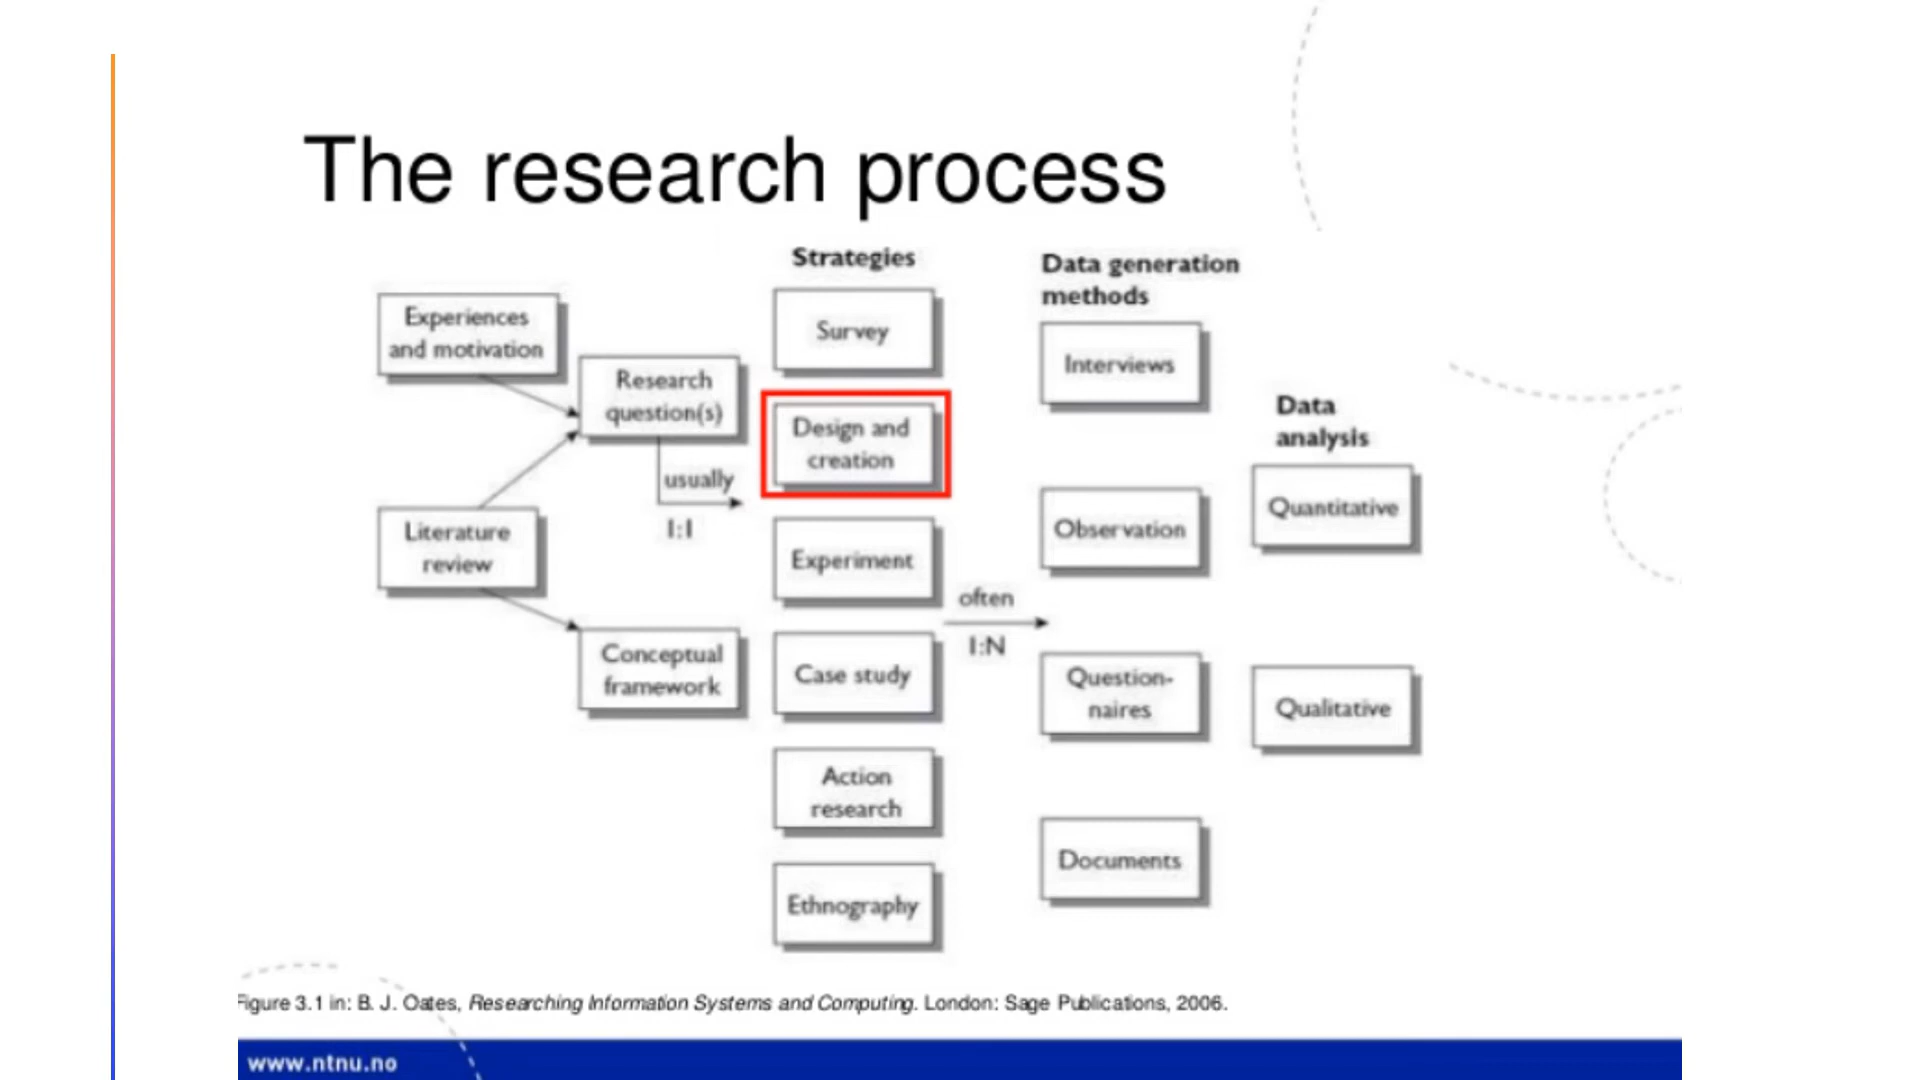 The research process
Experiences
and motivation
Literature
review
Research
question(s)
usually
1:1
Conceptual
framework
Strategies
Survey
Design and
creation
Experiment
Case study
Action
research
Ethnography
often
1:N
Data generation
methods
Interviews
Observation
Question-
naires
Documents
Data
analysis
Quantitative
Qualitative
Figure 3.1 in: B. J. Oates, Researching Information Systems and Computing. London: Sage Publications, 2006.
www.ntnu.no